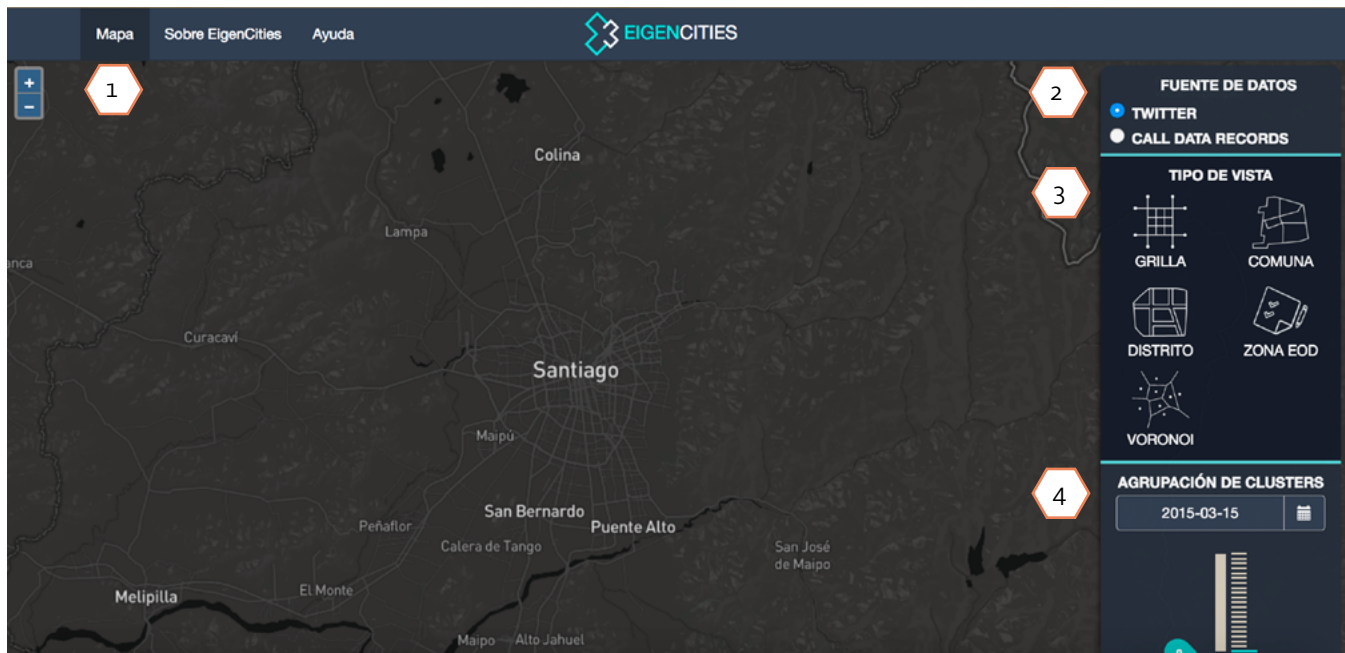 Mapa Sobre EigenCities Ayuda EIGENCITIES
+
−
1
2
FUENTE DE DATOS
TWITTER
CALL DATA RECORDS
3
TIPO DE VISTA
GRILLA COMUNA
DISTRITO ZONA EOD
VORONOI
4
AGRUPACIÓN DE CLUSTERS
2015-03-15
Colina
Lampa
anca
Curacaví
Santiago
Maipú
San Bernardo
Puente Alto
Peñaflor
Calera de Tango
San José
de Maipo
El Monte
Melipilla
Maipo
Alto Jahuel